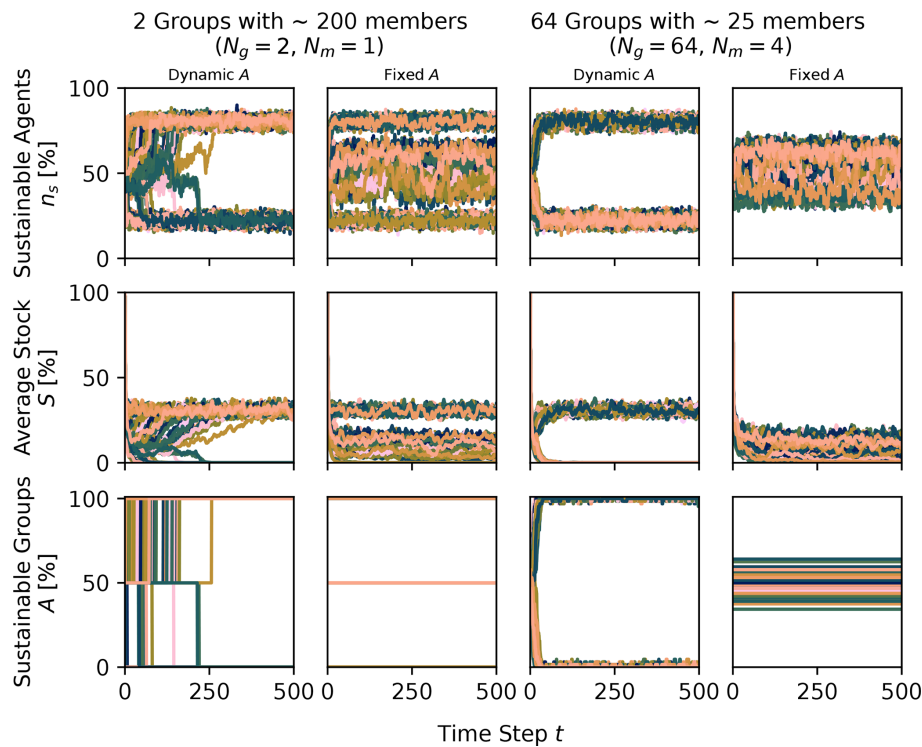 2 Groups with ~ 200 members
(N_g = 2, N_m = 1)
64 Groups with ~ 25 members
(N_g = 64, N_m = 4)
Dynamic A
Fixed A
Dynamic A
Fixed A
Sustainable Agents
n_s [%]
100
50
0
Average Stock
S [%]
100
50
0
Sustainable Groups
A [%]
100
50
0
0 250 500
0 250 500
0 250 500
0 250 500
Time Step t